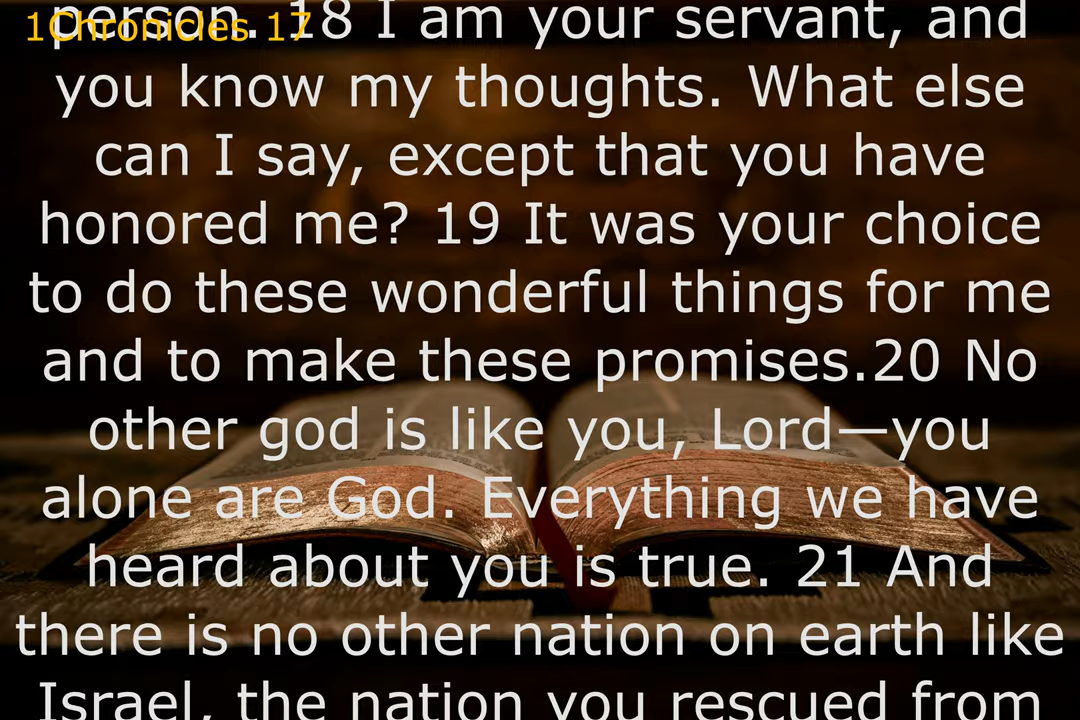 1Chronicles 17
person. 18 I am your servant, and
you know my thoughts. What else
can I say, except that you have
honored me? 19 It was your choice
to do these wonderful things for me
and to make these promises.20 No
other god is like you, Lord—you
alone are God. Everything we have
heard about you is true. 21 And
there is no other nation on earth like
Israel, the nation you rescued from